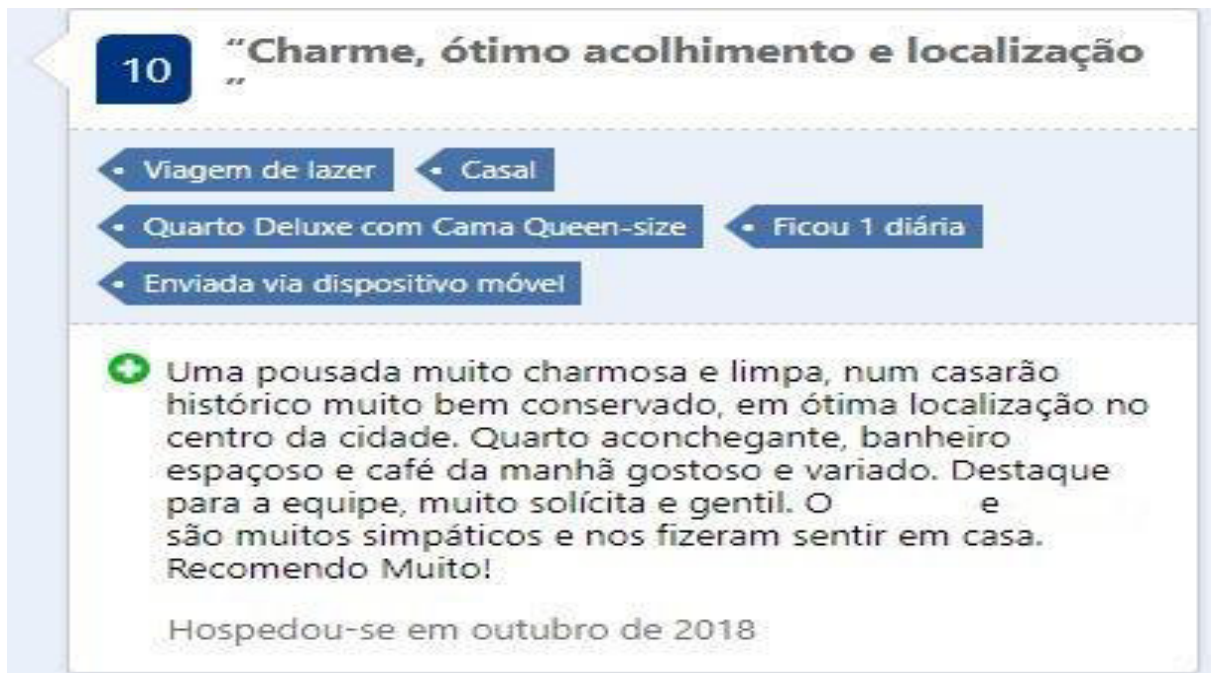 10
“Charme, ótimo acolhimento e localização
”
• Viagem de lazer
• Casal
• Quarto Deluxe com Cama Queen-size
• Ficou 1 diária
• Enviada via dispositivo móvel
Uma pousada muito charmosa e limpa, num casarão
histórico muito bem conservado, em ótima localização no
centro da cidade. Quarto aconchegante, banheiro
espaçoso e café da manhã gostoso e variado. Destaque
para a equipe, muito solícita e gentil. O e
são muitos simpáticos e nos fizeram sentir em casa.
Recomendo Muito!
Hospedou-se em outubro de 2018